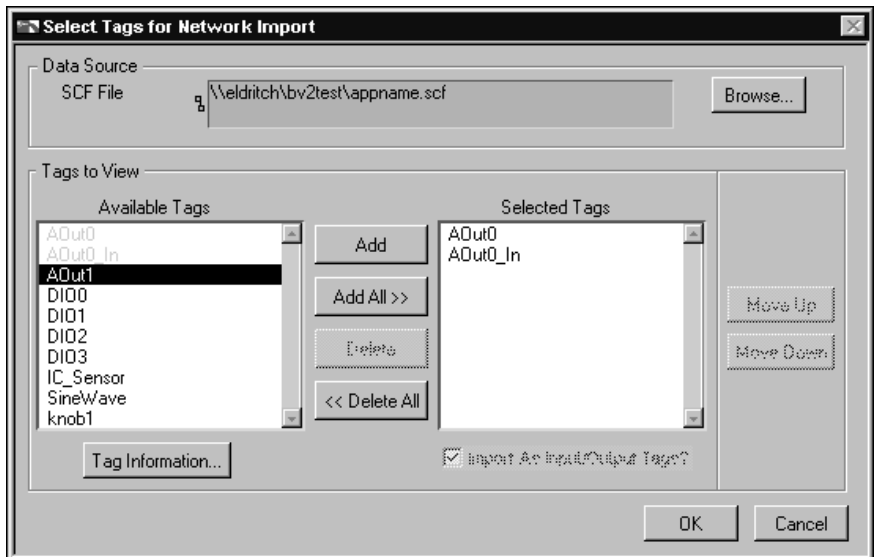 Select Tags for Network Import
Data Source
SCF File
\\eldritch\bv2test\appname.scf
Browse...
Tags to View
Available Tags
AOut0
AOut0_In
AOut1
DIO0
DIO1
DIO2
DIO3
IC_Sensor
SineWave
knob1
Tag Information...
Add
Add All >>
Delete
<< Delete All
Selected Tags
AOut0
AOut0_In
Import As Input/Output Tags?
Move Up
Move Down
OK
Cancel